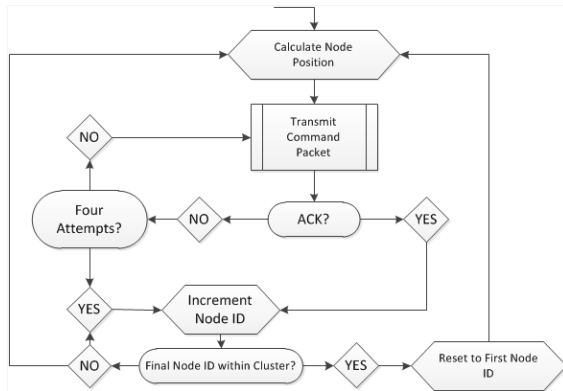 Calculate Node
Position
Transmit
Command
Packet
NO
Four
Attempts?
NO
ACK?
YES
YES
Increment
Node ID
NO
Final Node ID within Cluster?
YES
Reset to First Node
ID